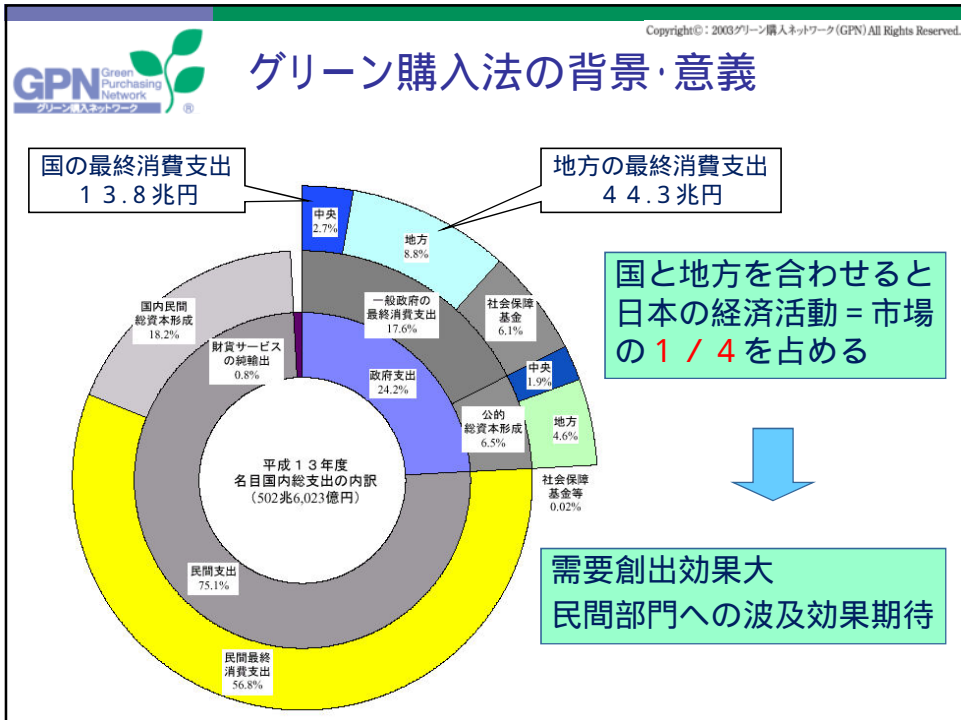 Copyright©：2003グリーン購入ネットワーク(GPN) All Rights Reserved.
GPN
Green
Purchasing
Network
グリーン購入ネットワーク
®
グリーン購入法の背景・意義
国の最終消費支出
１３.８兆円
地方の最終消費支出
４４.３兆円
中央
2.7%
地方
8.8%
一般政府の
最終消費支出
17.6%
社会保障
基金
6.1%
国内民間
総資本形成
18.2%
財貨サービス
の純輸出
0.8%
政府支出
24.2%
中央
1.9%
公的
総資本形成
6.5%
地方
4.6%
社会保障
基金等
0.02%
平成１３年度
名目国内総支出の内訳
(502兆6,023億円)
民間支出
75.1%
民間最終
消費支出
56.8%
国と地方を合わせると
日本の経済活動＝市場
の１／４を占める
需要創出効果大
民間部門への波及効果期待